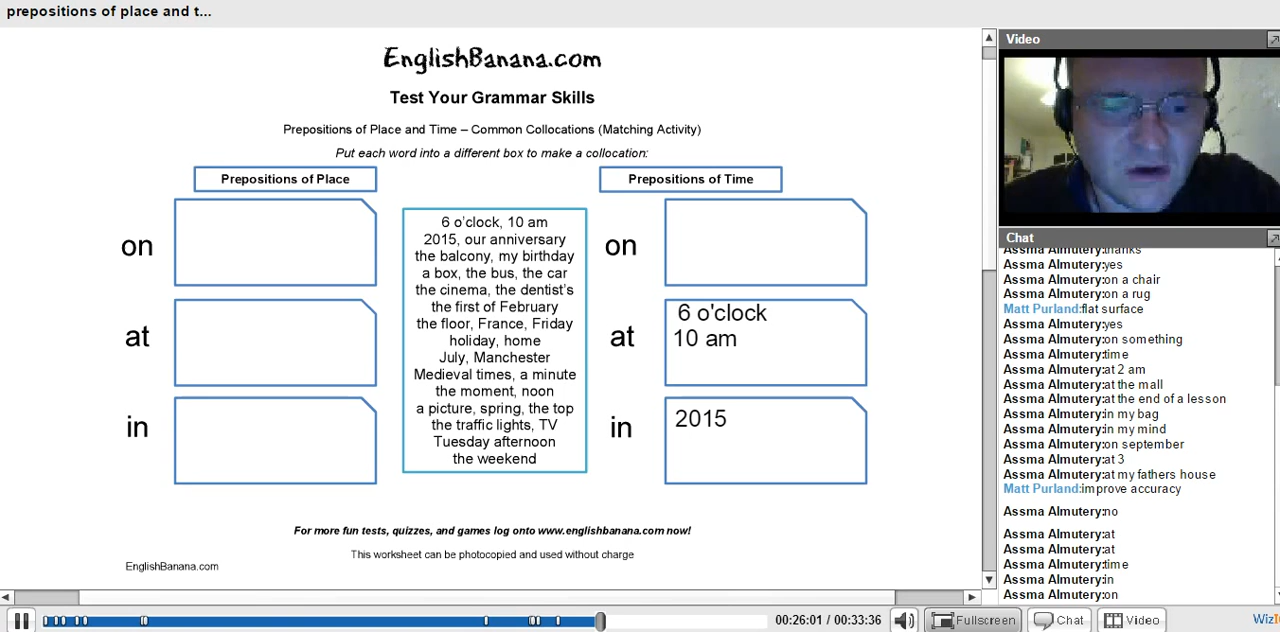 prepositions of place and t...
EnglishBanana.com
Test Your Grammar Skills
Prepositions of Place and Time – Common Collocations (Matching Activity)
Put each word into a different box to make a collocation:
Prepositions of Place
Prepositions of Time
on
at
in
6 o'clock, 10 am
2015, our anniversary
the balcony, my birthday
a box, the bus, the car
the cinema, the dentist's
the first of February
the floor, France, Friday
holiday, home
July, Manchester
Medieval times, a minute
the moment, noon
a picture, spring, the top
the traffic lights, TV
Tuesday afternoon
the weekend
on
at
6 o'clock
10 am
in
2015
For more fun tests, quizzes, and games log onto www.englishbanana.com now!
This worksheet can be photocopied and used without charge
EnglishBanana.com
Video
Chat
Assma Almutery:thanks
Assma Almutery:yes
Assma Almutery:on a chair
Assma Almutery:on a rug
Matt Purland:flat surface
Assma Almutery:yes
Assma Almutery:on something
Assma Almutery:time
Assma Almutery:at 2 am
Assma Almutery:at the mall
Assma Almutery:at the end of a lesson
Assma Almutery:in my bag
Assma Almutery:in my mind
Assma Almutery:on september
Assma Almutery:at 3
Assma Almutery:at my fathers house
Matt Purland:improve accuracy
Assma Almutery:no
Assma Almutery:at
Assma Almutery:at
Assma Almutery:time
Assma Almutery:in
Assma Almutery:on
00:26:01 / 00:33:36
Fullscreen
Chat
Video